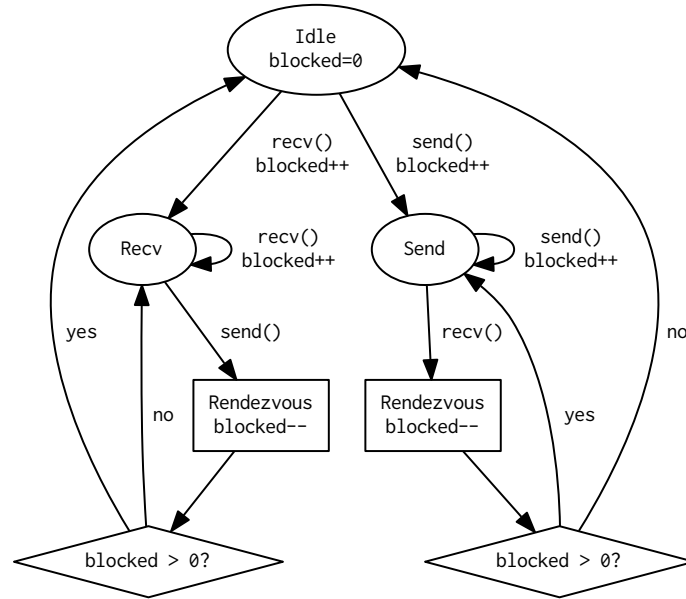 Idle
blocked=0
recv()
blocked++
send()
blocked++
Recv
recv()
blocked++
Send
send()
blocked++
yes
send()
recv()
no
Rendezvous
blocked--
Rendezvous
blocked--
no
yes
blocked > 0?
blocked > 0?